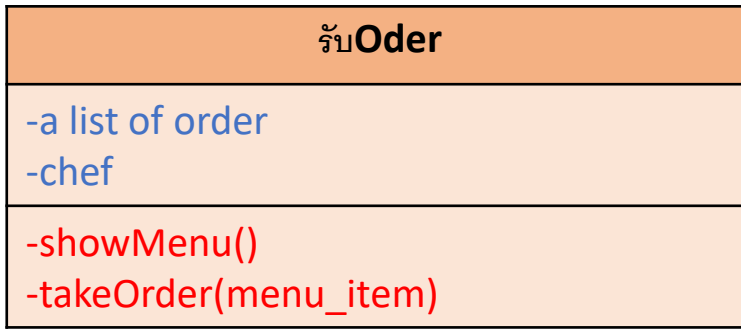 รับOder
-a list of order
-chef
-showMenu()
-takeOrder(menu_item)